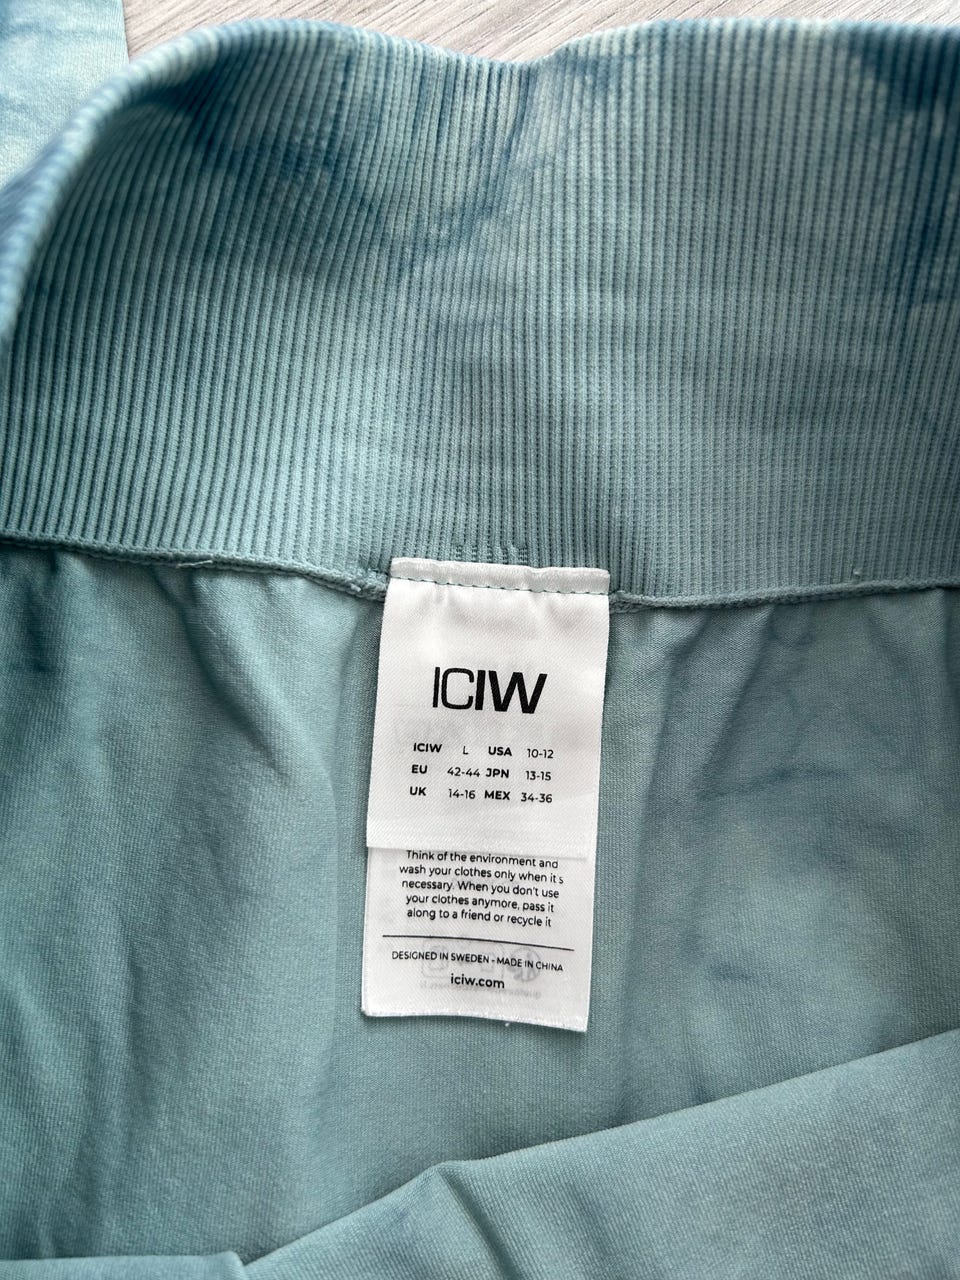 ICIW
ICIW L USA 10-12
EU 42-44 JPN 13-15
UK 14-16 MEX 34-36
Think of the environment and
wash your clothes only when it's
necessary. When you don't use
your clothes anymore, pass it
along to a friend or recycle it
DESIGNED IN SWEDEN - MADE IN CHINA
iciw.com